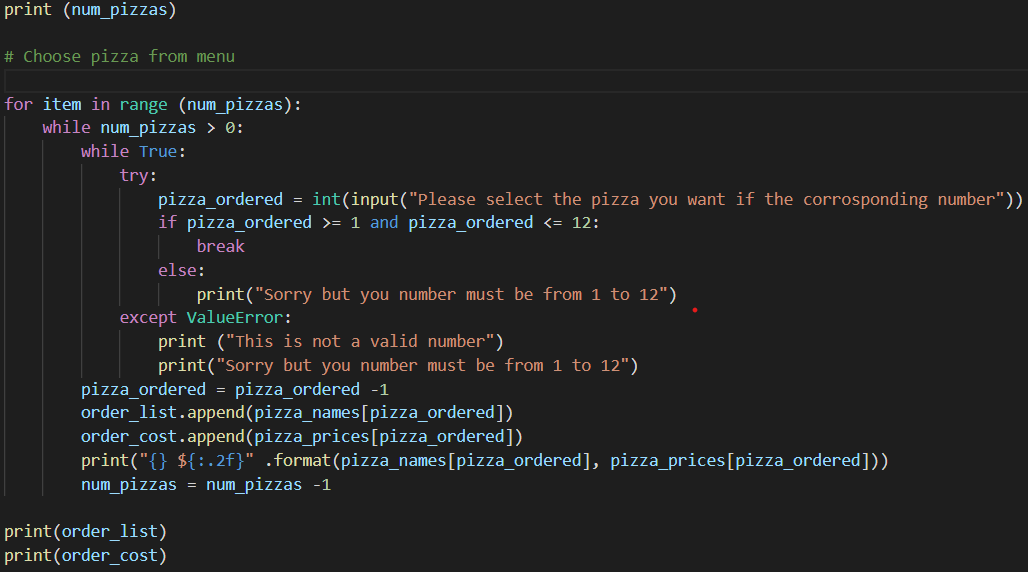 print (num_pizzas)
# Choose pizza from menu
for item in range (num_pizzas):
while num_pizzas > 0:
while True:
try:
pizza_ordered = int(input("Please select the pizza you want if the corrosponding number"))
if pizza_ordered >= 1 and pizza_ordered <= 12:
break
else:
print("Sorry but you number must be from 1 to 12")
except ValueError:
print ("This is not a valid number")
print("Sorry but you number must be from 1 to 12")
pizza_ordered = pizza_ordered -1
order_list.append(pizza_names[pizza_ordered])
order_cost.append(pizza_prices[pizza_ordered])
print("{} ${:.2f}" .format(pizza_names[pizza_ordered], pizza_prices[pizza_ordered]))
num_pizzas = num_pizzas -1
print(order_list)
print(order_cost)